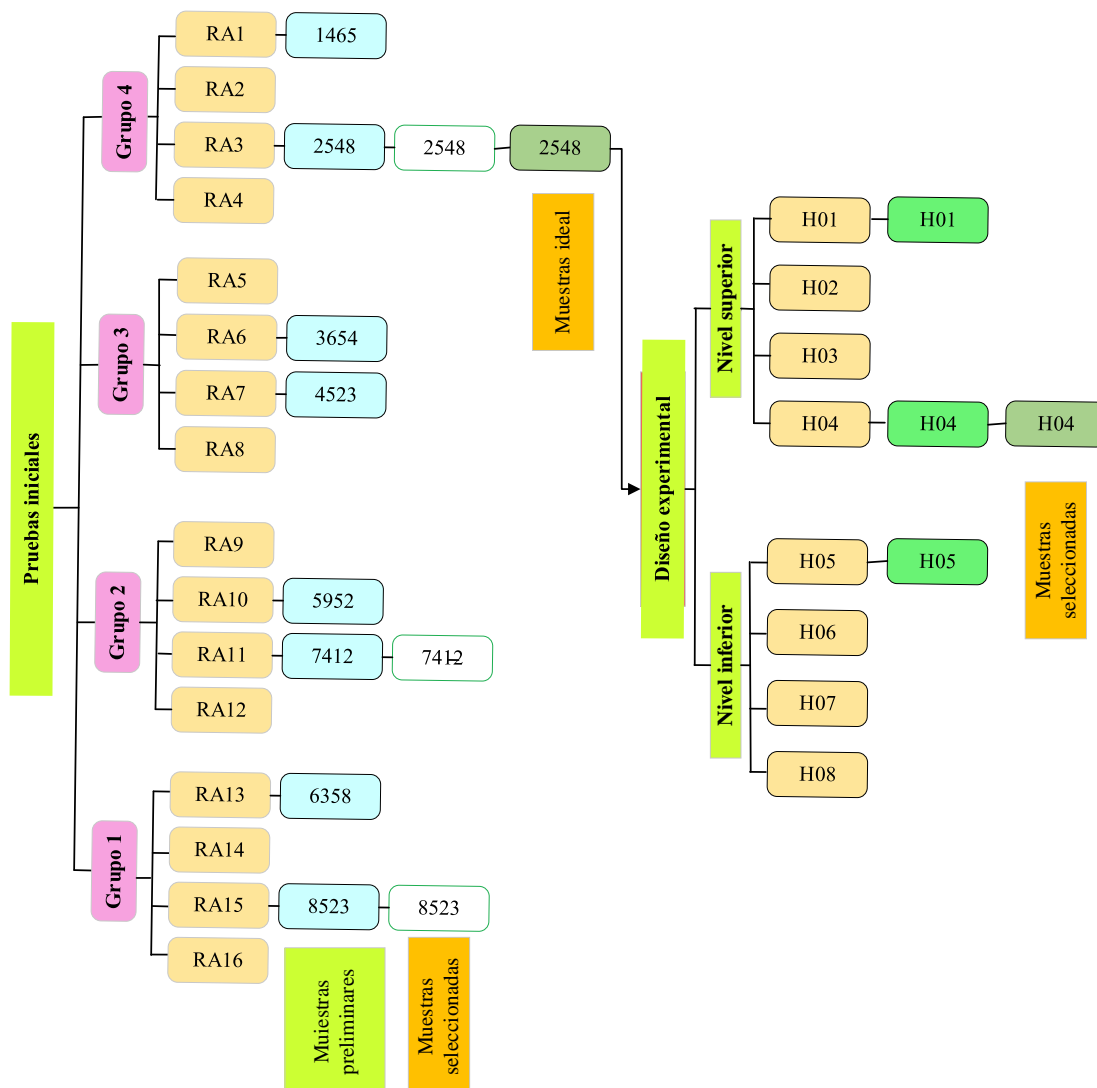 Pruebas iniciales
Grupo 4
RA1
1465
RA2
RA3
2548
2548
2548
RA4
Muestras ideal
Grupo 3
RA5
RA6
3654
RA7
4523
RA8
Grupo 2
RA9
RA10
5952
RA11
7412
7412
RA12
Grupo 1
RA13
6358
RA14
RA15
8523
8523
RA16
Muiestras
preliminares
Muestras
seleccionadas
Diseño experimental
Nivel superior
H01
H01
H02
H03
H04
H04
H04
Muestras
seleccionadas
Nivel inferior
H05
H05
H06
H07
H08